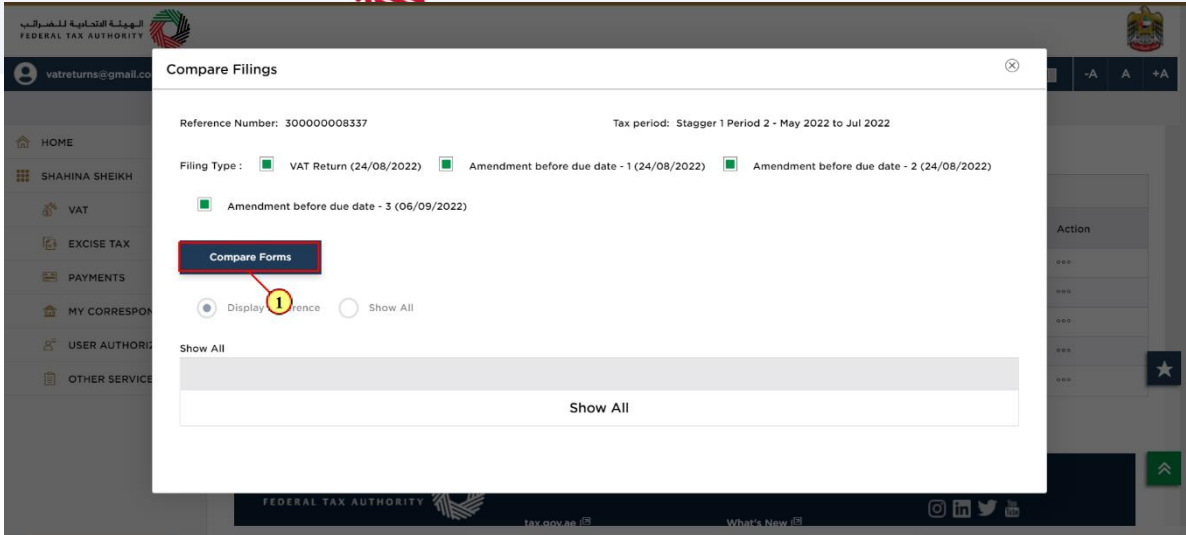 الهيئة الاتحادية للضرائب
FEDERAL TAX AUTHORITY
vatreturns@gmail.co
-A A +A
Compare Filings
Reference Number: 300000008337 Tax period: Stagger 1 Period 2 - May 2022 to Jul 2022
Filing Type : VAT Return (24/08/2022) Amendment before due date - 1 (24/08/2022) Amendment before due date - 2 (24/08/2022)
Amendment before due date - 3 (06/09/2022)
Compare Forms
1
Display erence Show All
Show All
Show All
HOME
SHAHINA SHEIKH
VAT
EXCISE TAX
PAYMENTS
MY CORRESPON
USER AUTHORIZ
OTHER SERVICE
Action
FEDERAL TAX AUTHORITY
tax.gov.ae
What's New